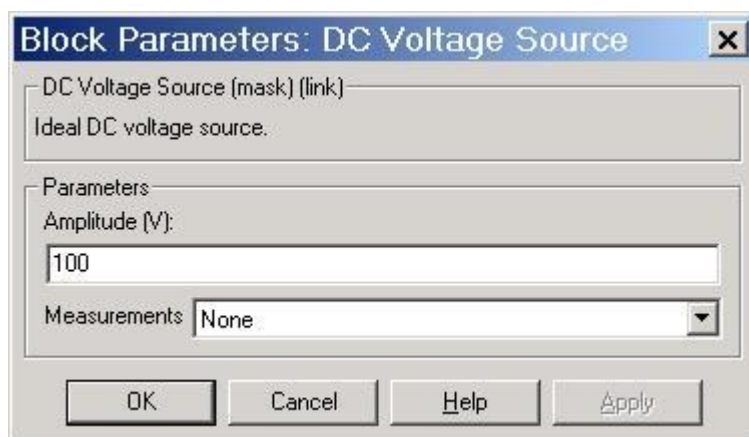 Block Parameters: DC Voltage Source
DC Voltage Source (mask) (link)
Ideal DC voltage source.
Parameters
Amplitude (V):
100
Measurements None
OK Cancel Help Apply